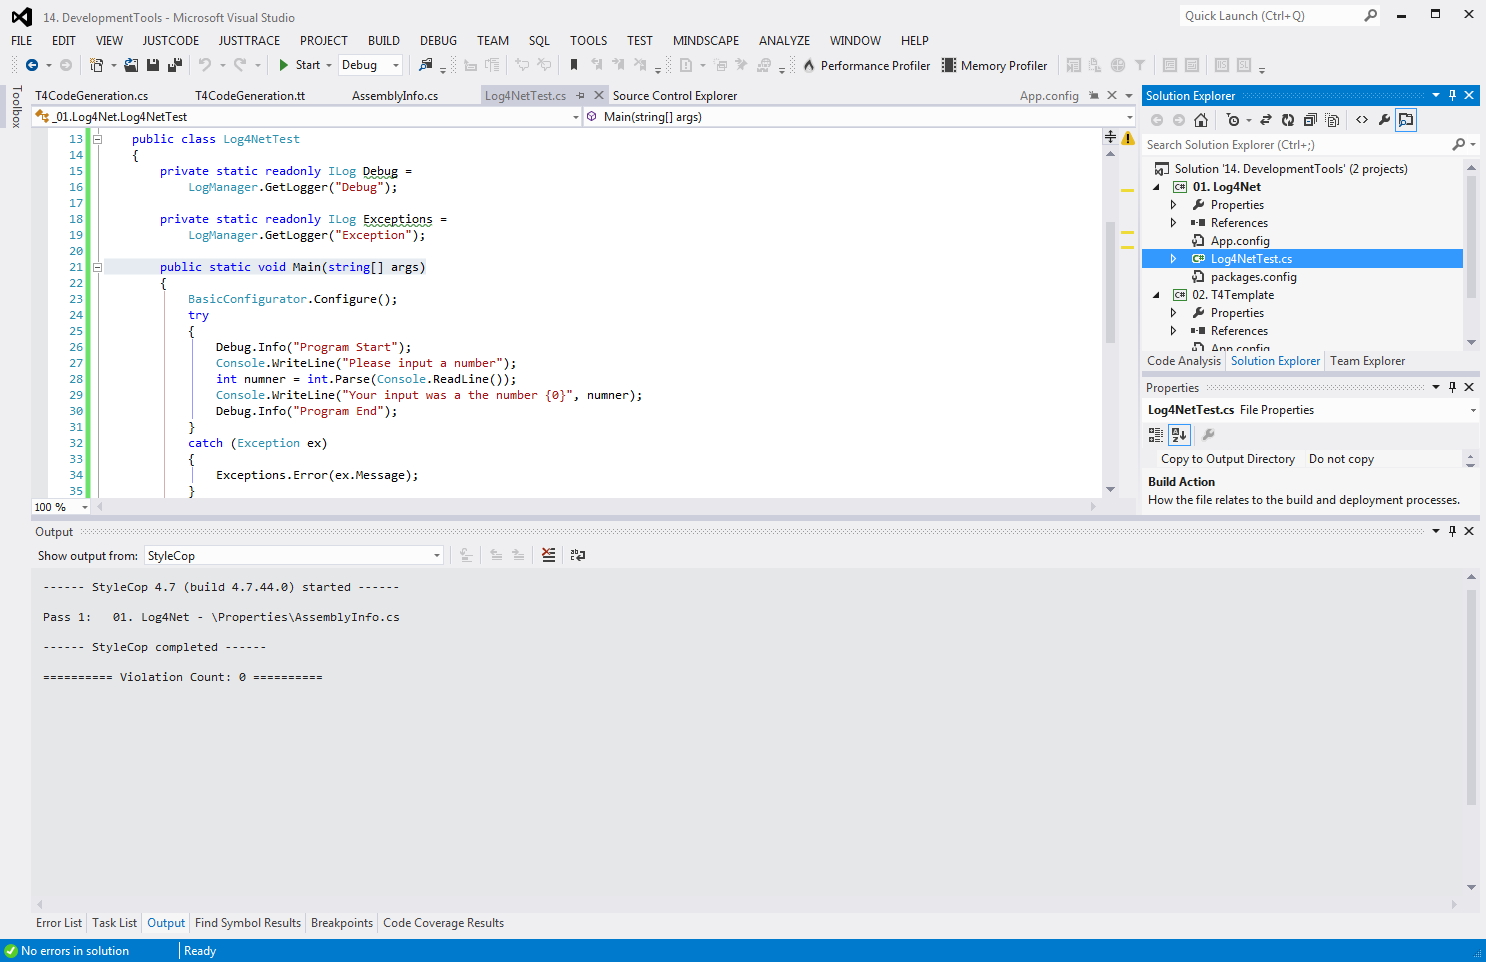 14. DevelopmentTools - Microsoft Visual Studio
Quick Launch (Ctrl+Q)
FILE EDIT VIEW JUSTCODE JUSTTRACE PROJECT BUILD DEBUG TEAM SQL TOOLS TEST MINDSCAPE ANALYZE WINDOW HELP
Start Debug Performance Profiler Memory Profiler
Toolbox
T4CodeGeneration.cs T4CodeGeneration.tt AssemblyInfo.cs Log4NetTest.cs Source Control Explorer App.config
_01.Log4Net.Log4NetTest Main(string[] args)
13 public class Log4NetTest
14 {
15 private static readonly ILog Debug =
16 LogManager.GetLogger("Debug");
17
18 private static readonly ILog Exceptions =
19 LogManager.GetLogger("Exception");
20
21 public static void Main(string[] args)
22 {
23 BasicConfigurator.Configure();
24 try
25 {
26 Debug.Info("Program Start");
27 Console.WriteLine("Please input a number");
28 int numner = int.Parse(Console.ReadLine());
29 Console.WriteLine("Your input was a the number {0}", numner);
30 Debug.Info("Program End");
31 }
32 catch (Exception ex)
33 {
34 Exceptions.Error(ex.Message);
35 }
100 %
Solution Explorer
Search Solution Explorer (Ctrl+;)
Solution '14. DevelopmentTools' (2 projects)
C# 01. Log4Net
Properties
References
App.config
C# Log4NetTest.cs
packages.config
C# 02. T4Template
Properties
References
App.config
Code Analysis Solution Explorer Team Explorer
Properties
Log4NetTest.cs File Properties
Copy to Output Directory Do not copy
Build Action
How the file relates to the build and deployment processes.
Output
Show output from: StyleCop
------ StyleCop 4.7 (build 4.7.44.0) started ------
Pass 1: 01. Log4Net - \Properties\AssemblyInfo.cs
------ StyleCop completed ------
========== Violation Count: 0 ==========
Error List Task List Output Find Symbol Results Breakpoints Code Coverage Results
No errors in solution Ready